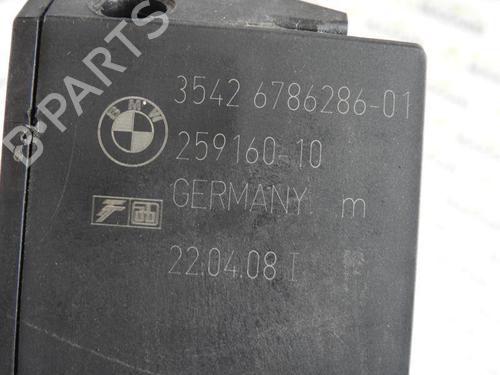 3542 6786286-01
BMW
259160-10
GERMANY m
22.04.08 I
B-PARTS